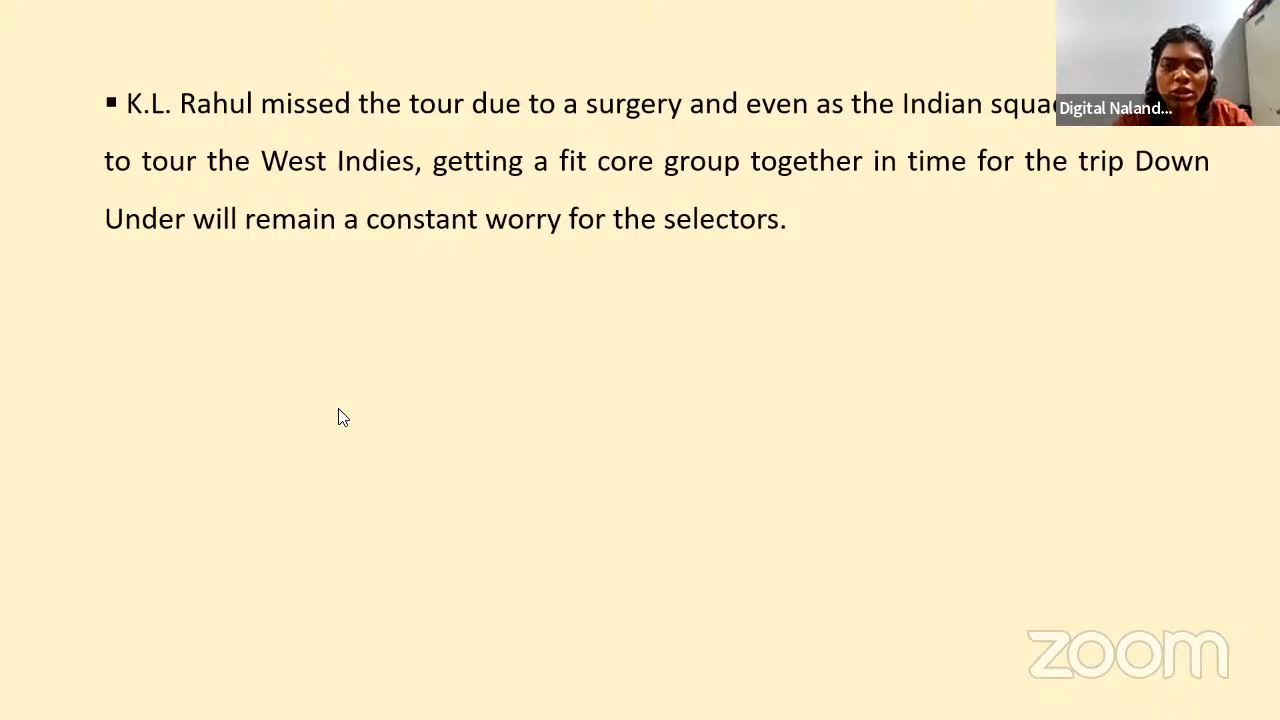 ▪ K.L. Rahul missed the tour due to a surgery and even as the Indian
to tour the West Indies, getting a fit core group together in time for the trip Down
Under will remain a constant worry for the selectors.
Digital Naland...
zoom